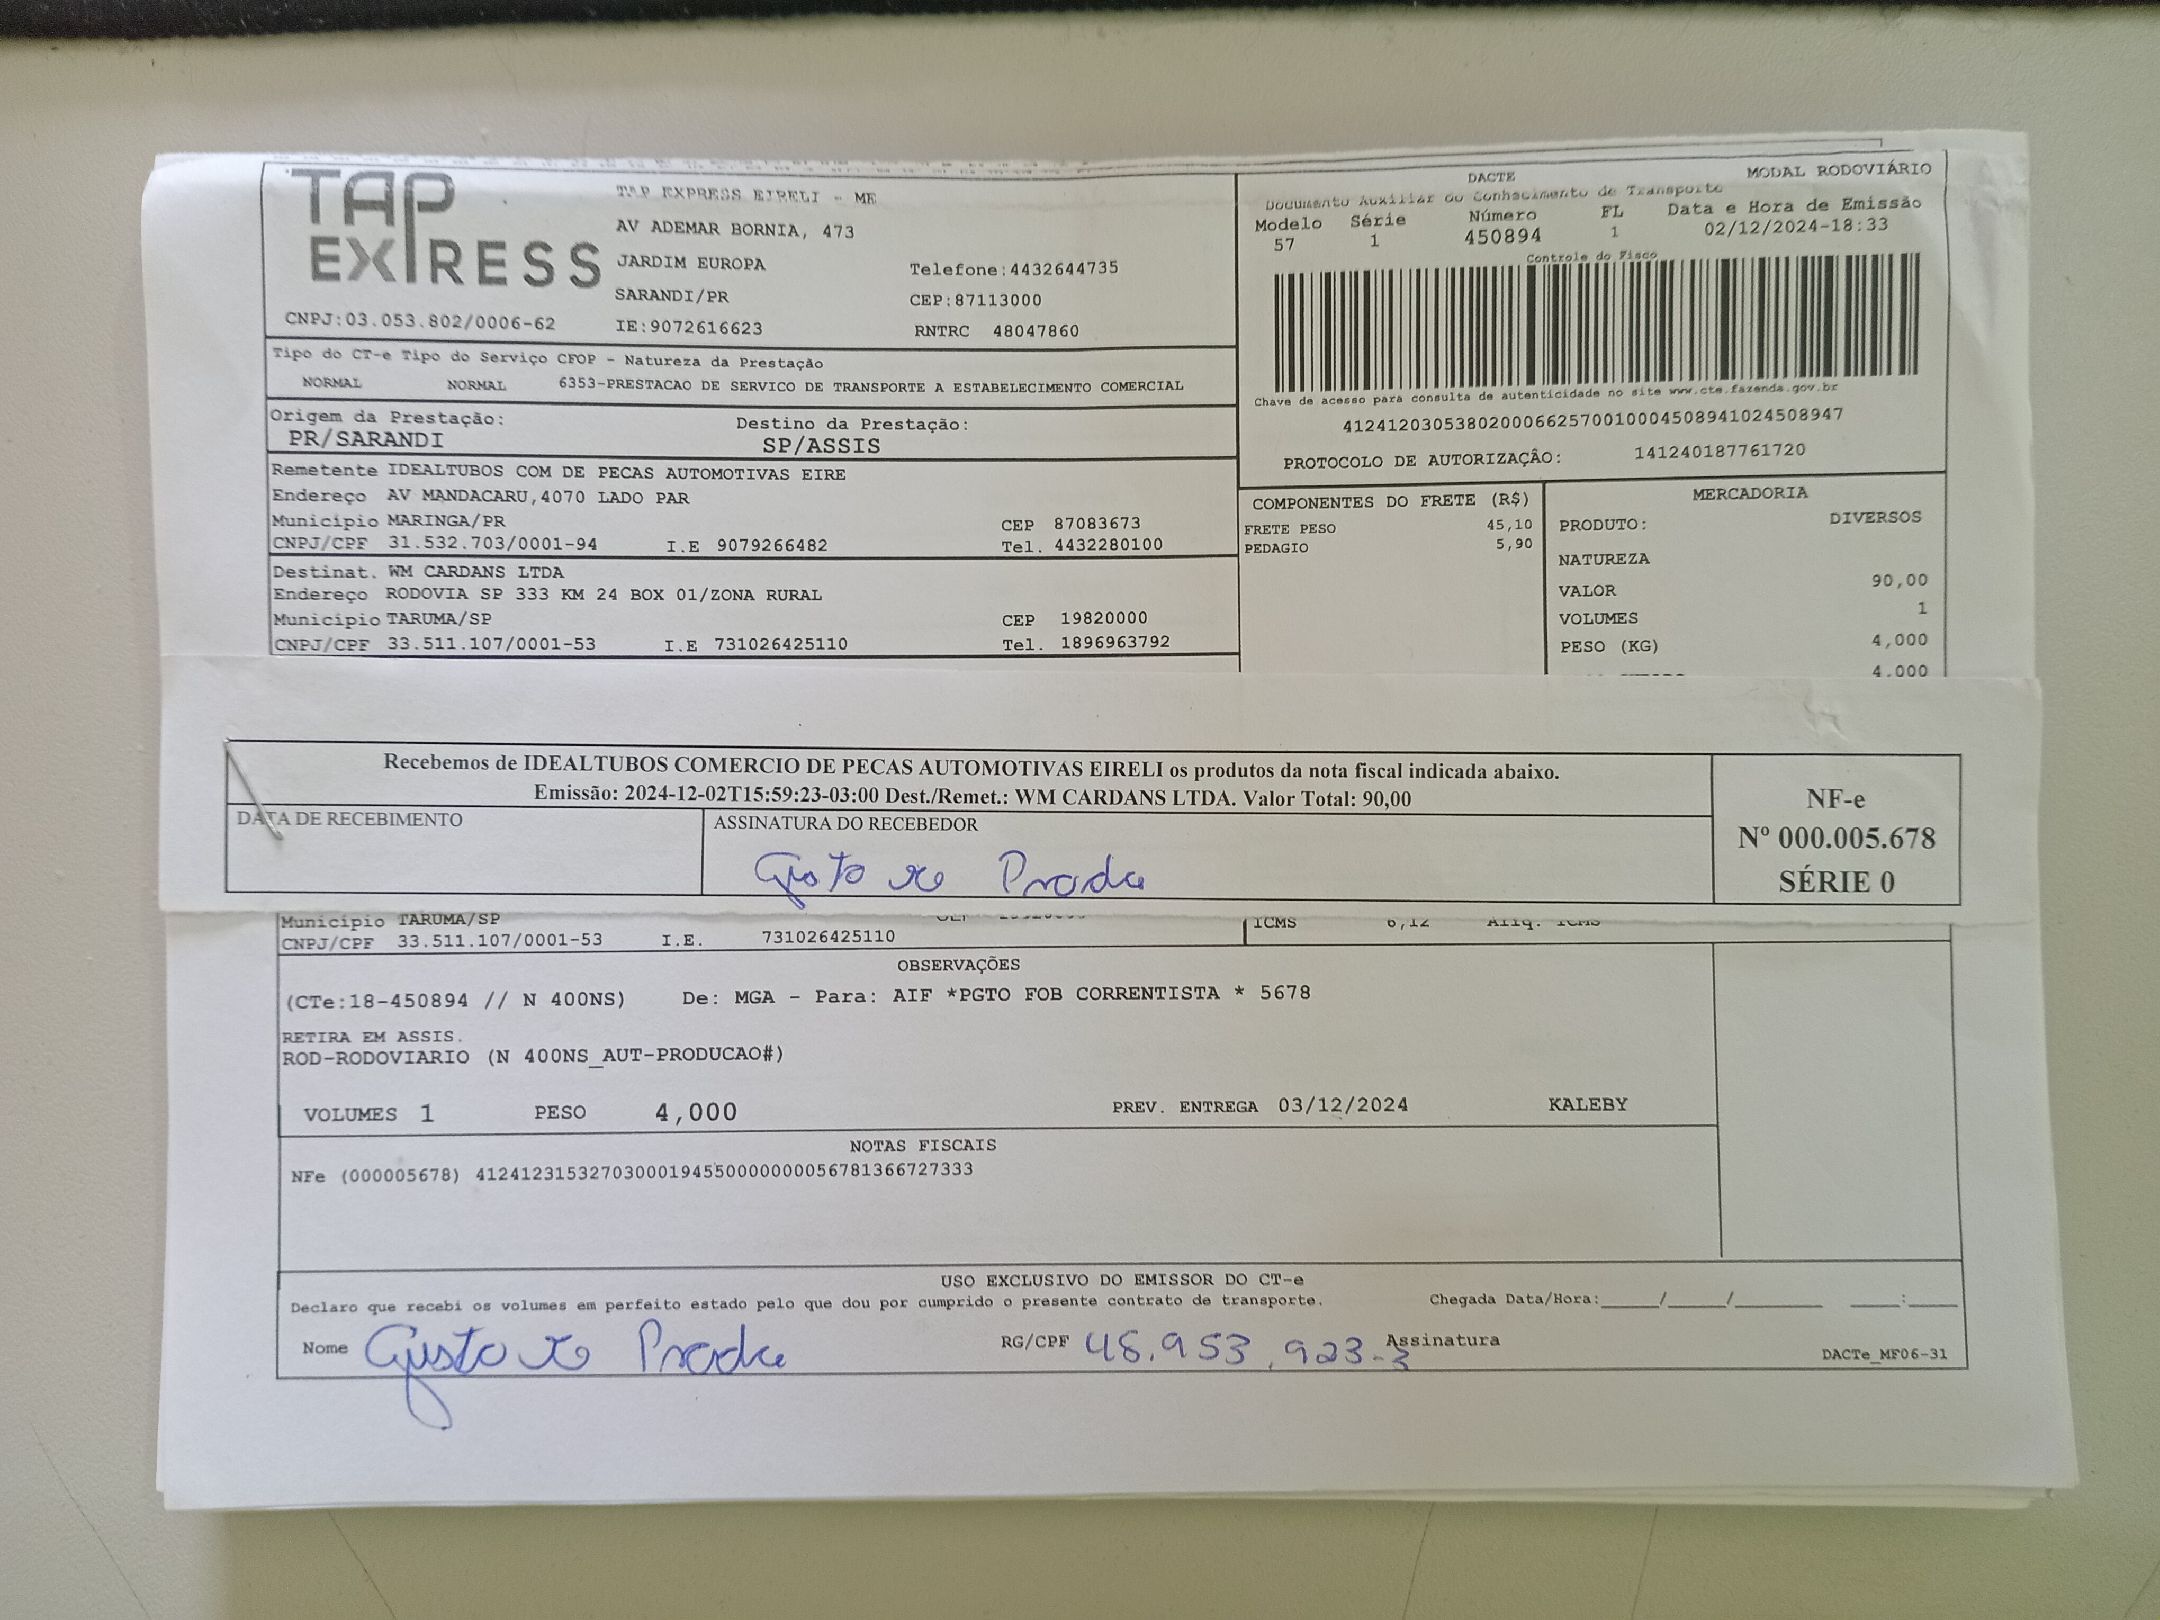 TAP EXPRESS
TAP EXPRESS EIRELI - ME
AV ADEMAR BORNIA, 473
JARDIM EUROPA Telefone:4432644735
SARANDI/PR CEP:87113000
CNPJ:03.053.802/0006-62 IE:9072616623 RNTRC 48047860
DACTE MODAL RODOVIÁRIO
Documento Auxiliar do Conhecimento de Transporte
Modelo Série Número FL Data e Hora de Emissão
57 1 450894 1 02/12/2024-18:33
Controle do Fisco
Chave de acesso para consulta de autenticidade no site www.cte.fazenda.gov.br
41241203053802000662570010004508941024508947
PROTOCOLO DE AUTORIZAÇÃO: 141240187761720
Tipo do CT-e Tipo do Serviço CFOP - Natureza da Prestação
NORMAL NORMAL 6353-PRESTACAO DE SERVICO DE TRANSPORTE A ESTABELECIMENTO COMERCIAL
Origem da Prestação: Destino da Prestação:
PR/SARANDI SP/ASSIS
Remetente IDEALTUBOS COM DE PECAS AUTOMOTIVAS EIRE
Endereço AV MANDACARU,4070 LADO PAR
Município MARINGA/PR CEP 87083673
CNPJ/CPF 31.532.703/0001-94 I.E 9079266482 Tel. 4432280100
Destinat. WM CARDANS LTDA
Endereço RODOVIA SP 333 KM 24 BOX 01/ZONA RURAL
Município TARUMA/SP CEP 19820000
CNPJ/CPF 33.511.107/0001-53 I.E 731026425110 Tel. 1896963792
COMPONENTES DO FRETE (R$)
FRETE PESO 45,10
PEDAGIO 5,90
MERCADORIA
PRODUTO: DIVERSOS
NATUREZA
VALOR 90,00
VOLUMES 1
PESO (KG) 4,000
4,000
Recebemos de IDEALTUBOS COMERCIO DE PECAS AUTOMOTIVAS EIRELI os produtos da nota fiscal indicada abaixo.
Emissão: 2024-12-02T15:59:23-03:00 Dest./Remet.: WM CARDANS LTDA. Valor Total: 90,00
DATA DE RECEBIMENTO ASSINATURA DO RECEBEDOR
Gustavo Prada
NF-e
Nº 000.005.678
SÉRIE 0
Município TARUMA/SP
CNPJ/CPF 33.511.107/0001-53 I.E. 731026425110
ICMS 6,12 Aliq. ICMS
OBSERVAÇÕES
(CTe:18-450894 // N 400NS) De: MGA - Para: AIF *PGTO FOB CORRENTISTA * 5678
RETIRA EM ASSIS.
ROD-RODOVIARIO (N 400NS_AUT-PRODUCAO#)
VOLUMES 1 PESO 4,000 PREV. ENTREGA 03/12/2024 KALEBY
NOTAS FISCAIS
NFe (000005678) 41241231532703000194550000000056781366727333
USO EXCLUSIVO DO EMISSOR DO CT-e
Declaro que recebi os volumes em perfeito estado pelo que dou por cumprido o presente contrato de transporte. Chegada Data/Hora:_____/_____/________ ____:____
Nome Gustavo Prada RG/CPF 48.953.923-3 Assinatura
DACTe_MF06-31